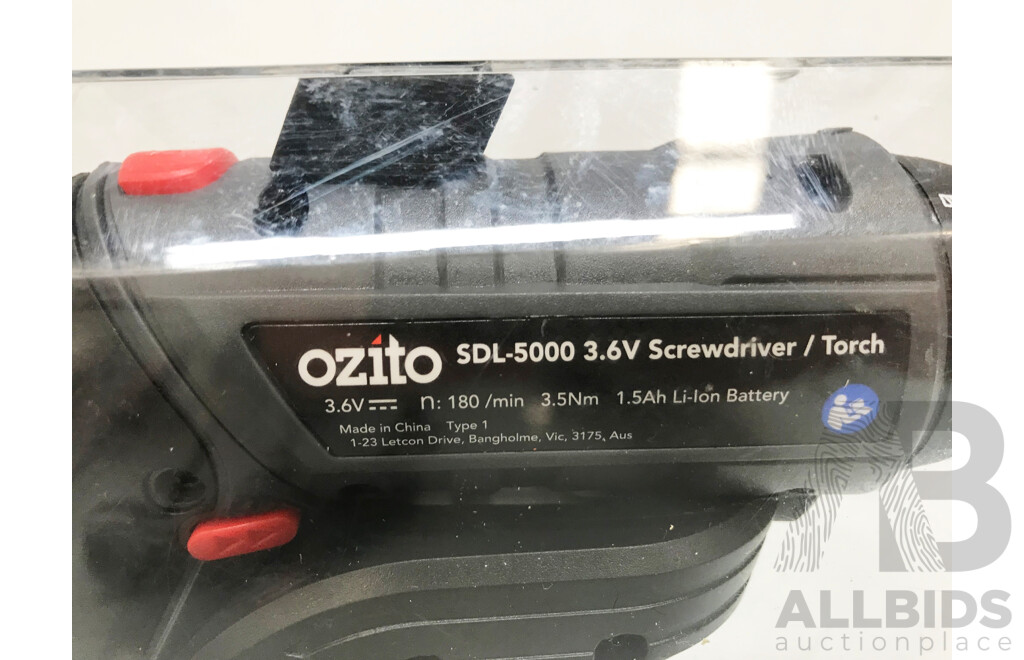 ozito SDL-5000 3.6V Screwdriver / Torch
3.6V n: 180 /min 3.5Nm 1.5Ah Li-Ion Battery
Made in China Type 1
1-23 Letcon Drive, Bangholme, Vic, 3175, Aus
AB
ALLBIDS
auctionplace